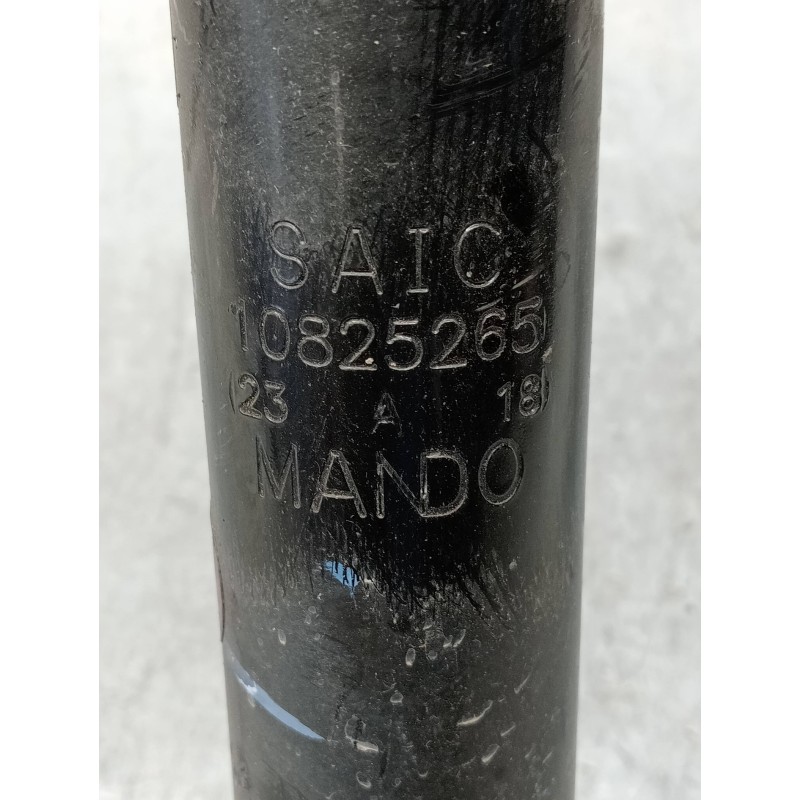 SAIC
10825265
(23 A 18)
MANDO